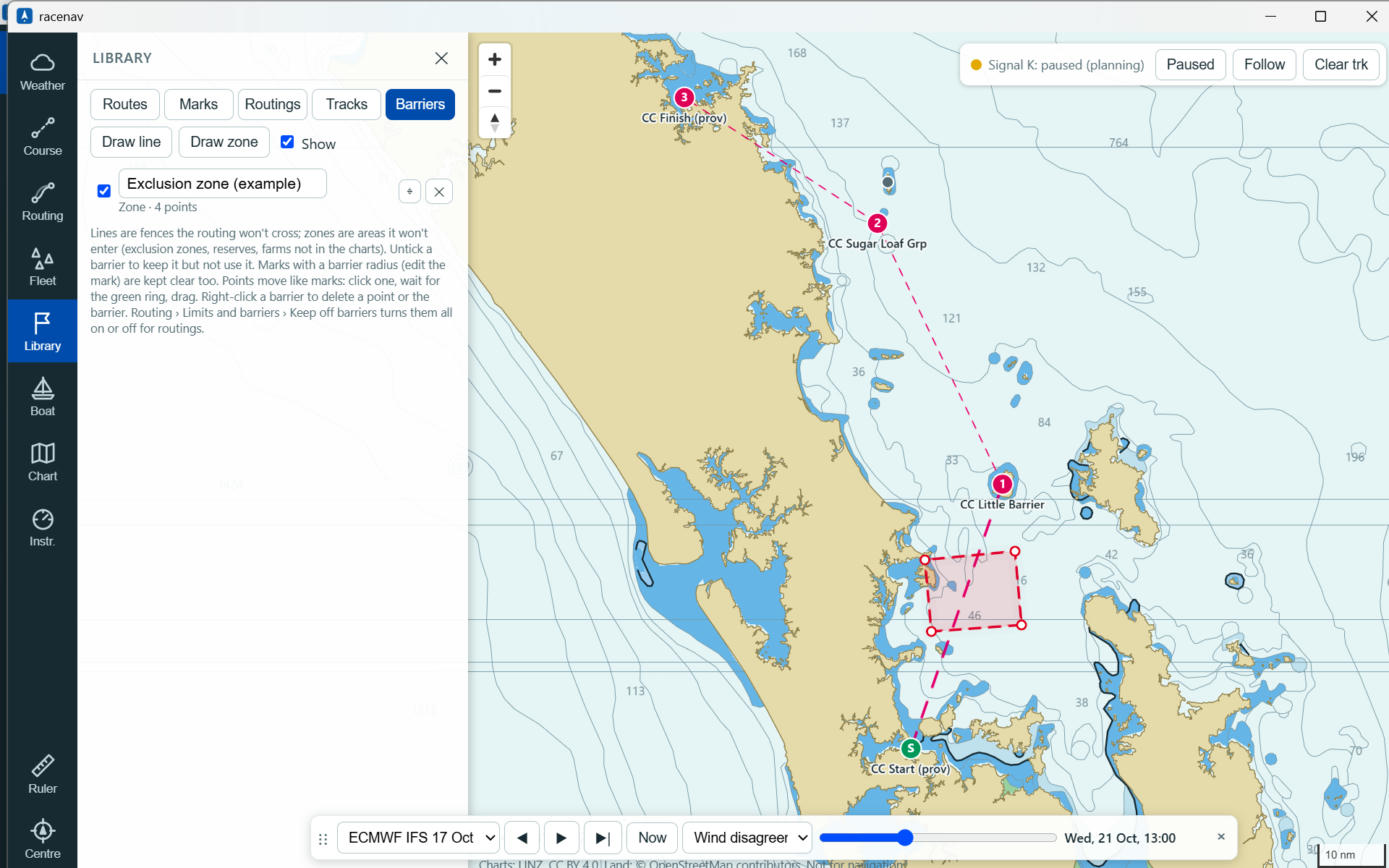 racenav
Weather
Course
Routing
Fleet
Library
Boat
Chart
Instr.
Ruler
Centre
LIBRARY
Routes
Marks
Routings
Tracks
Barriers
Draw line
Draw zone
Show
Exclusion zone (example)
Zone · 4 points
Lines are fences the routing won't cross; zones are areas it won't
enter (exclusion zones, reserves, farms not in the charts). Untick a
barrier to keep it but not use it. Marks with a barrier radius (edit the
mark) are kept clear too. Points move like marks: click one, wait for
the green ring, drag. Right-click a barrier to delete a point or the
barrier. Routing › Limits and barriers › Keep off barriers turns them all
on or off for routings.
Signal K: paused (planning)
Paused
Follow
Clear trk
168
3
CC Finish (prov)
137
764
2
CC Sugar Loaf Grp
132
155
121
36
84
67
33
196
1
CC Little Barrier
42
36
6
46
113
38
70
S
CC Start (prov)
ECMWF IFS 17 Oct
Now
Wind disagreer
Wed, 21 Oct, 13:00
Charts: LINZ, CC BY 4.0 | Land: © OpenStreetMap contributors. Not for navigation
10 nm